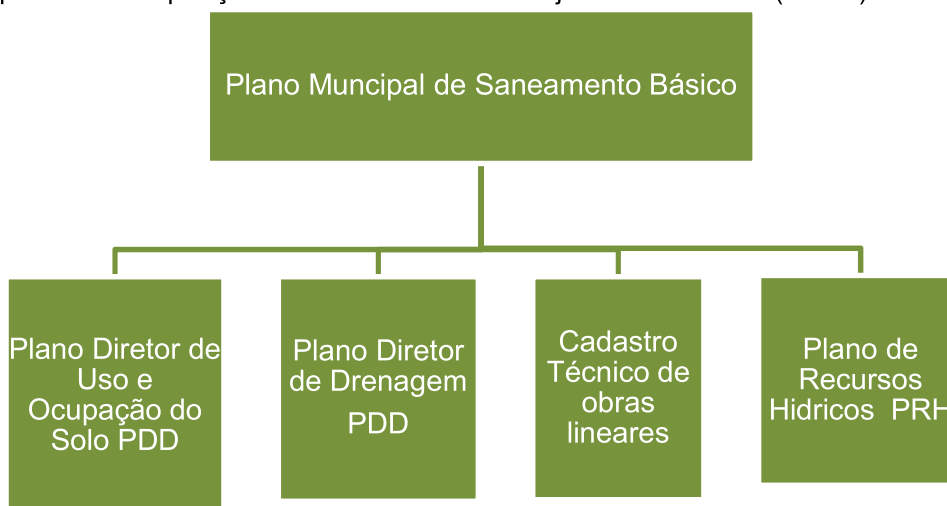 Plano Muncipal de Saneamento Básico
Plano Diretor de
Uso e
Ocupação do
Solo PDD
Plano Diretor
de Drenagem
PDD
Cadastro
Técnico de
obras
lineares
Plano de
Recursos
Hidricos PRH